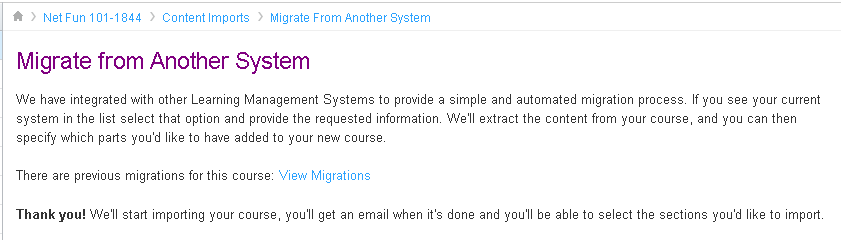 Net Fun 101-1844 Content Imports Migrate From Another System
Migrate from Another System
We have integrated with other Learning Management Systems to provide a simple and automated migration process. If you see your current
system in the list select that option and provide the requested information. We'll extract the content from your course, and you can then
specify which parts you'd like to have added to your new course.
There are previous migrations for this course: View Migrations
Thank you! We'll start importing your course, you'll get an email when it's done and you'll be able to select the sections you'd like to import.